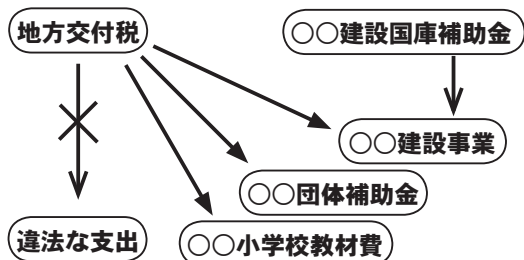 地方交付税
○○建設国庫補助金
○○建設事業
○○団体補助金
違法な支出
○○小学校教材費